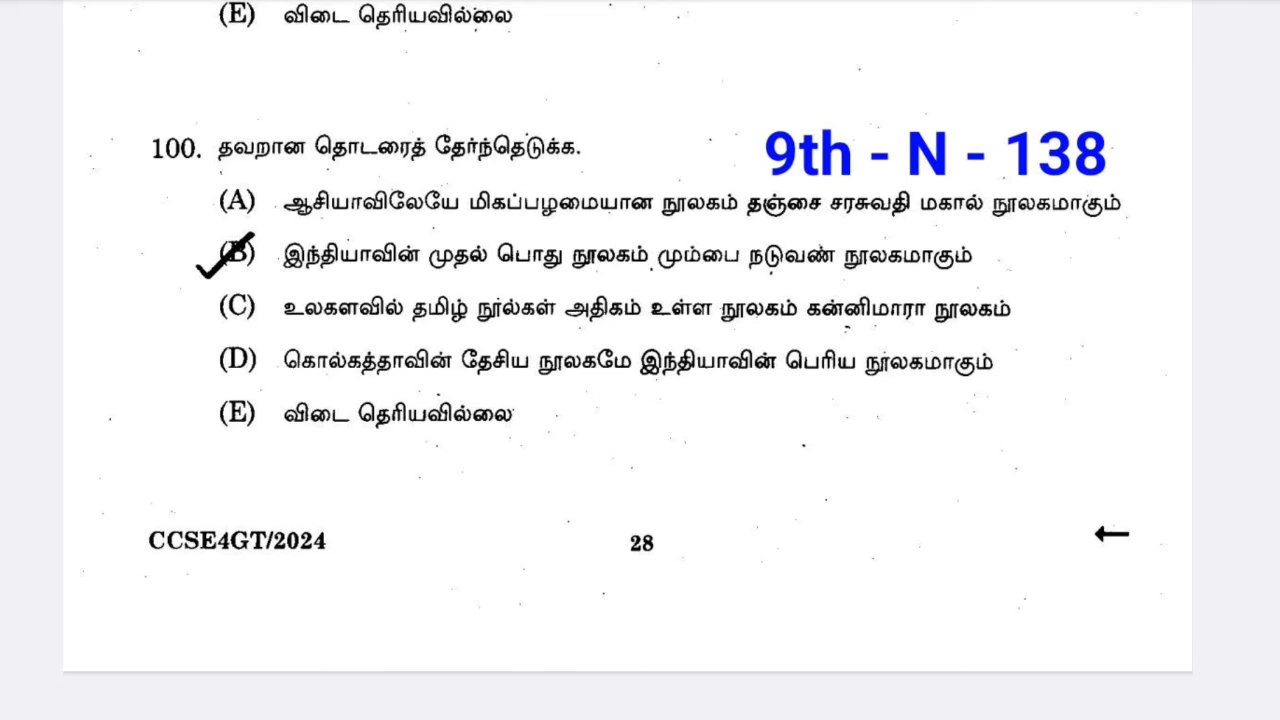 (E) விடை தெரியவில்லை
100. தவறான தொடரைத் தேர்ந்தெடுக்க.
9th - N - 138
(A) ஆசியாவிலேயே மிகப்பழமையான நூலகம் தஞ்சை சரசுவதி மகால் நூலகமாகும்
(B) இந்தியாவின் முதல் பொது நூலகம் மும்பை நடுவண் நூலகமாகும்
(C) உலகளவில் தமிழ் நூல்கள் அதிகம் உள்ள நூலகம் கன்னிமாரா நூலகம்
(D) கொல்கத்தாவின் தேசிய நூலகமே இந்தியாவின் பெரிய நூலகமாகும்
(E) விடை தெரியவில்லை
CCSE4GT/2024 28